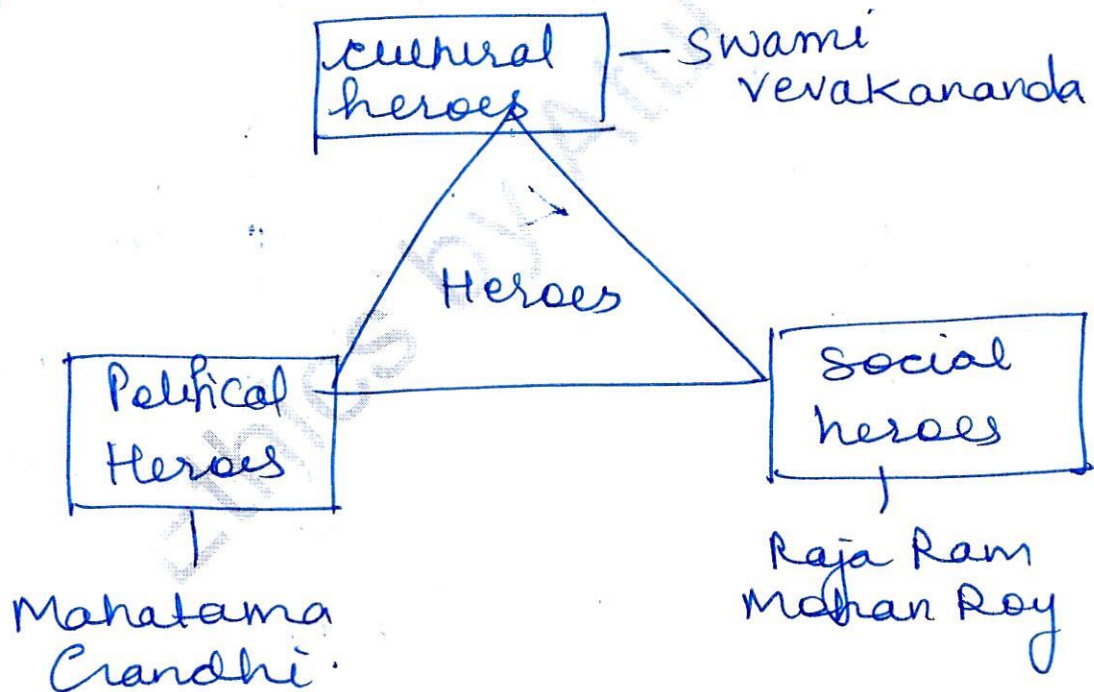 cultural
heroes
— Swami
vevakananda
Heroes
Political
Heroes
social
heroes
Mahatama
Gandhi.
Raja Ram
Mohan Roy